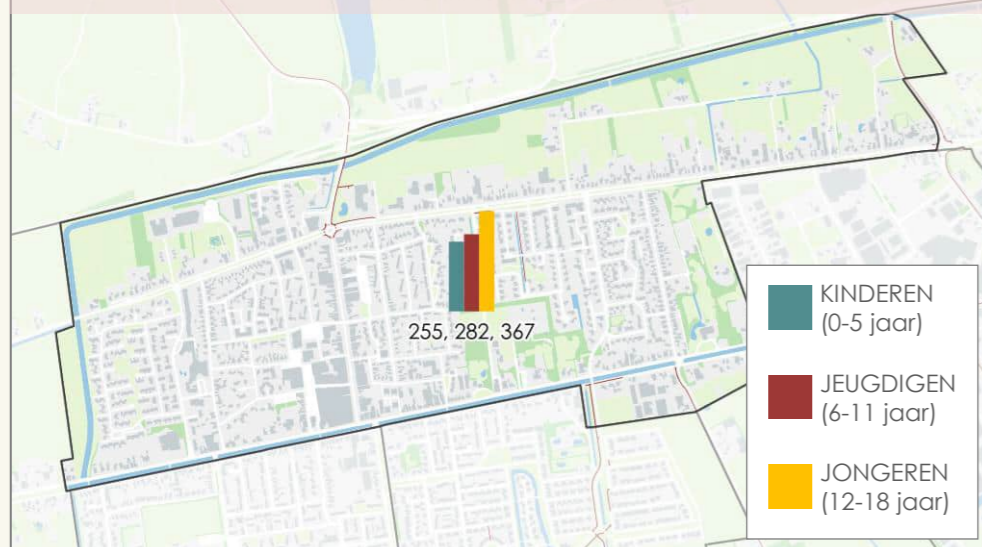 255, 282, 367
KINDEREN
(0-5 jaar)
JEUGDIGEN
(6-11 jaar)
JONGEREN
(12-18 jaar)